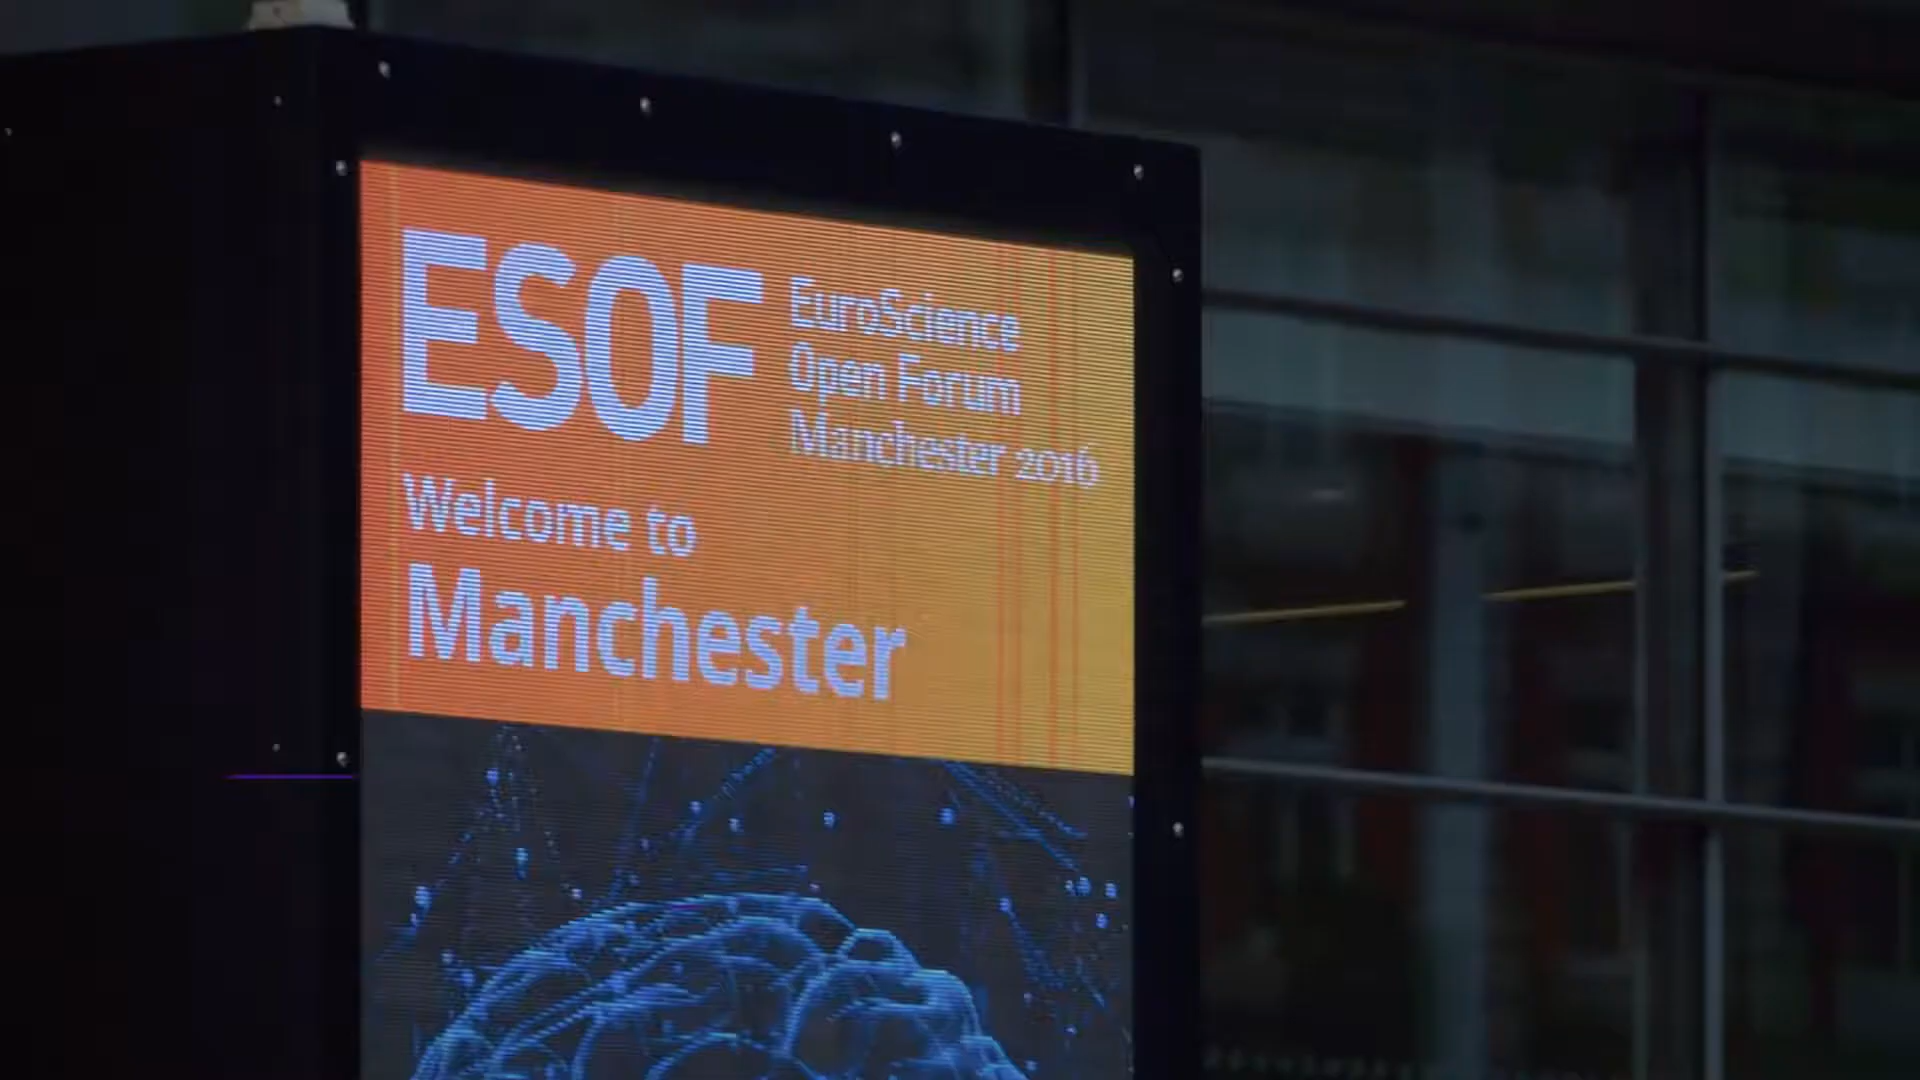 ESOF
EuroScience
Open Forum
Manchester 2016
Welcome to
Manchester